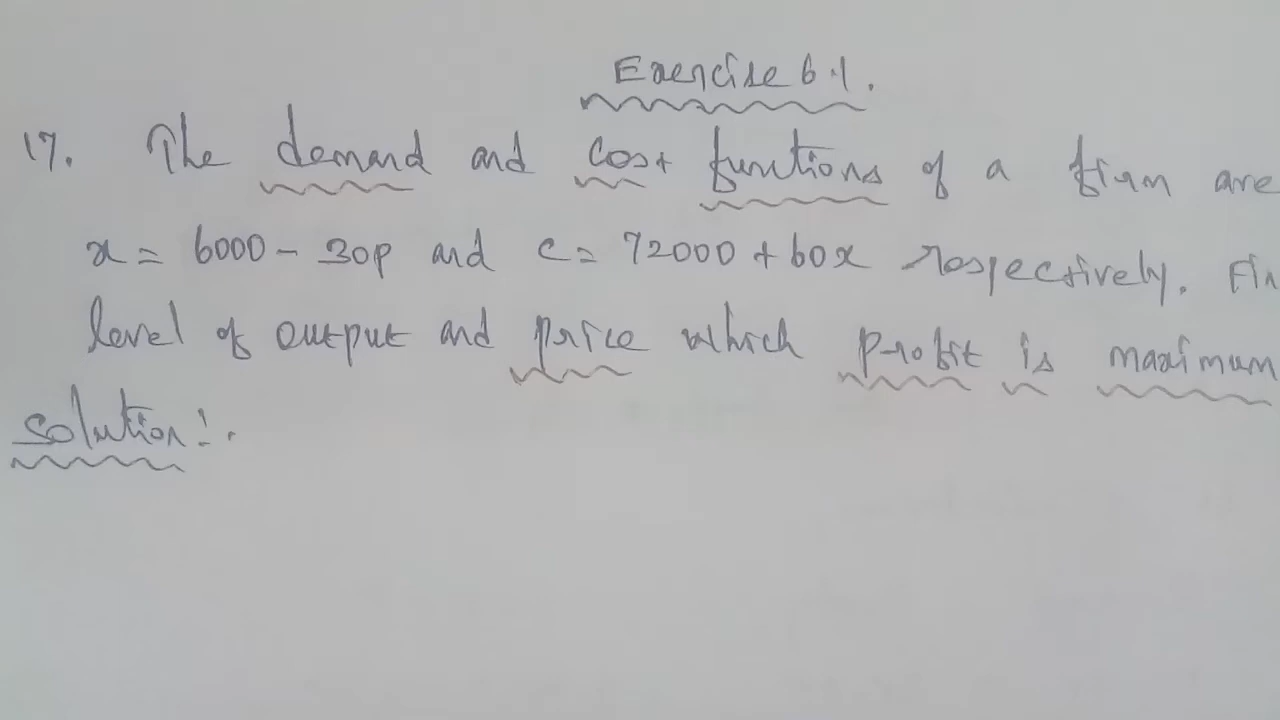 Exercise 6.1.
17. The demand and cost functions of a firm are
x = 6000 - 30p and c = 72000 + 60x respectively. Fin
level of output and price which profit is maximum
solution:.